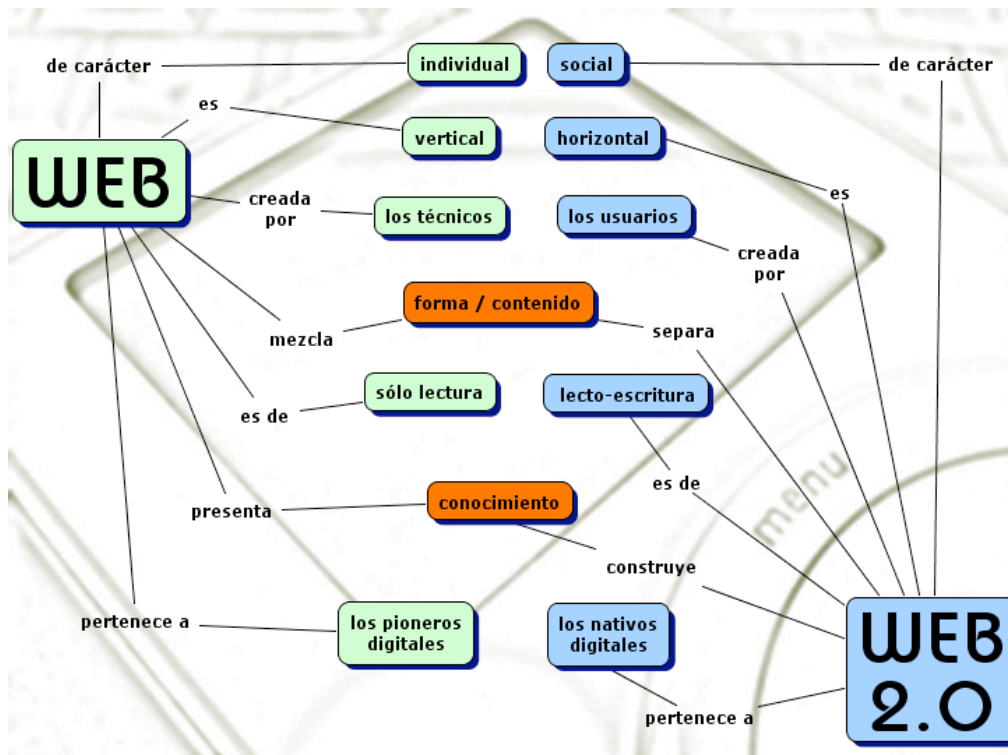 de carácter
individual
social
de carácter
es
vertical
horizontal
WEB
creada
por
los técnicos
los usuarios
es
creada
por
forma / contenido
mezcla
separa
sólo lectura
lecto-escritura
es de
es de
menu
presenta
conocimiento
construye
pertenece a
los pioneros
digitales
los nativos
digitales
WEB
2.0
pertenece a